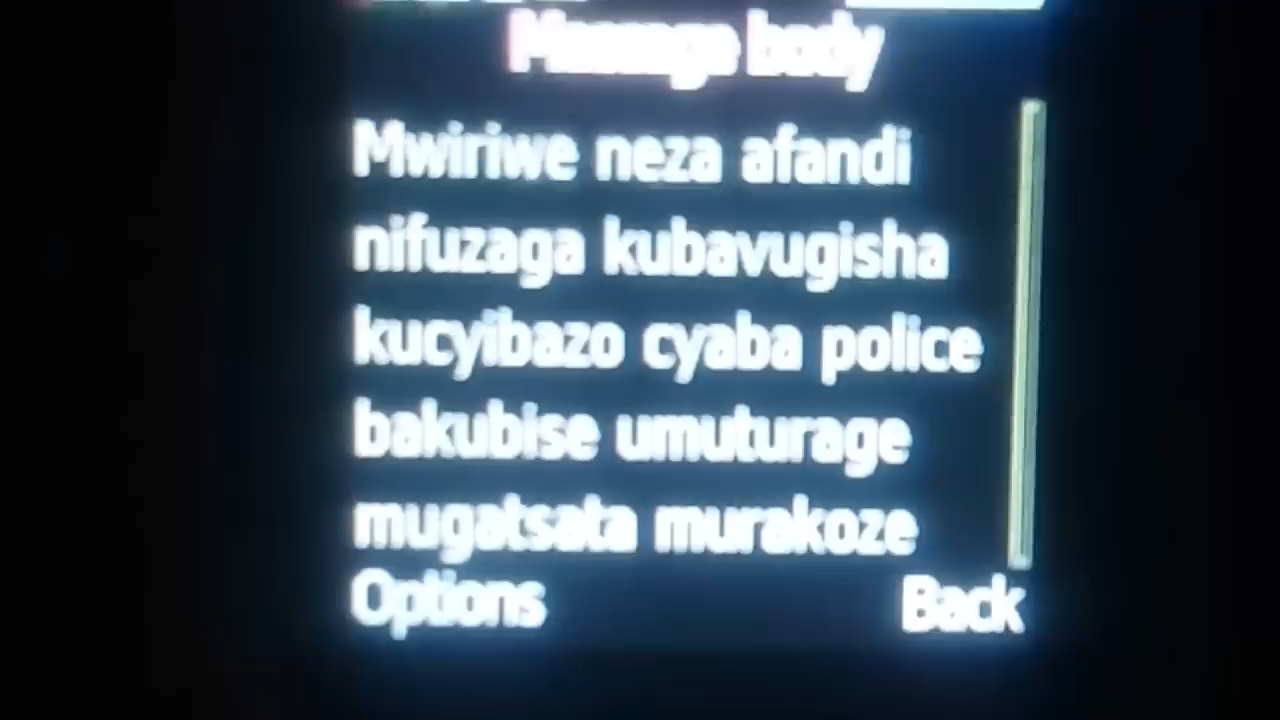 Message body
Mwiriwe neza afandi
nifuzaga kubavugisha
kucyibazo cyaba police
bakubise umuturage
mugatsata murakoze
Options
Back